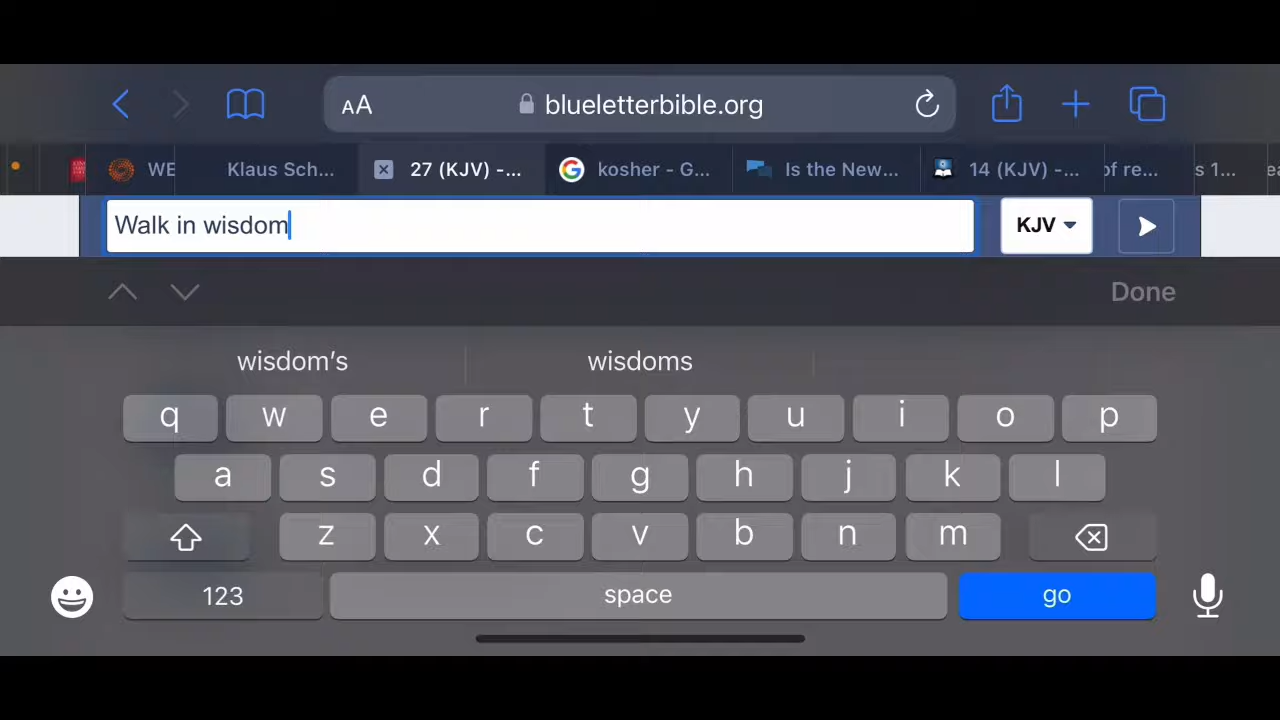 AA blueletterbible.org
WE Klaus Sch... 27 (KJV) -... kosher - G... Is the New... 14 (KJV) -... of re... s 1...
Walk in wisdom KJV
Done
wisdom's wisdoms
q w e r t y u i o p
a s d f g h j k l
z x c v b n m
123 space go